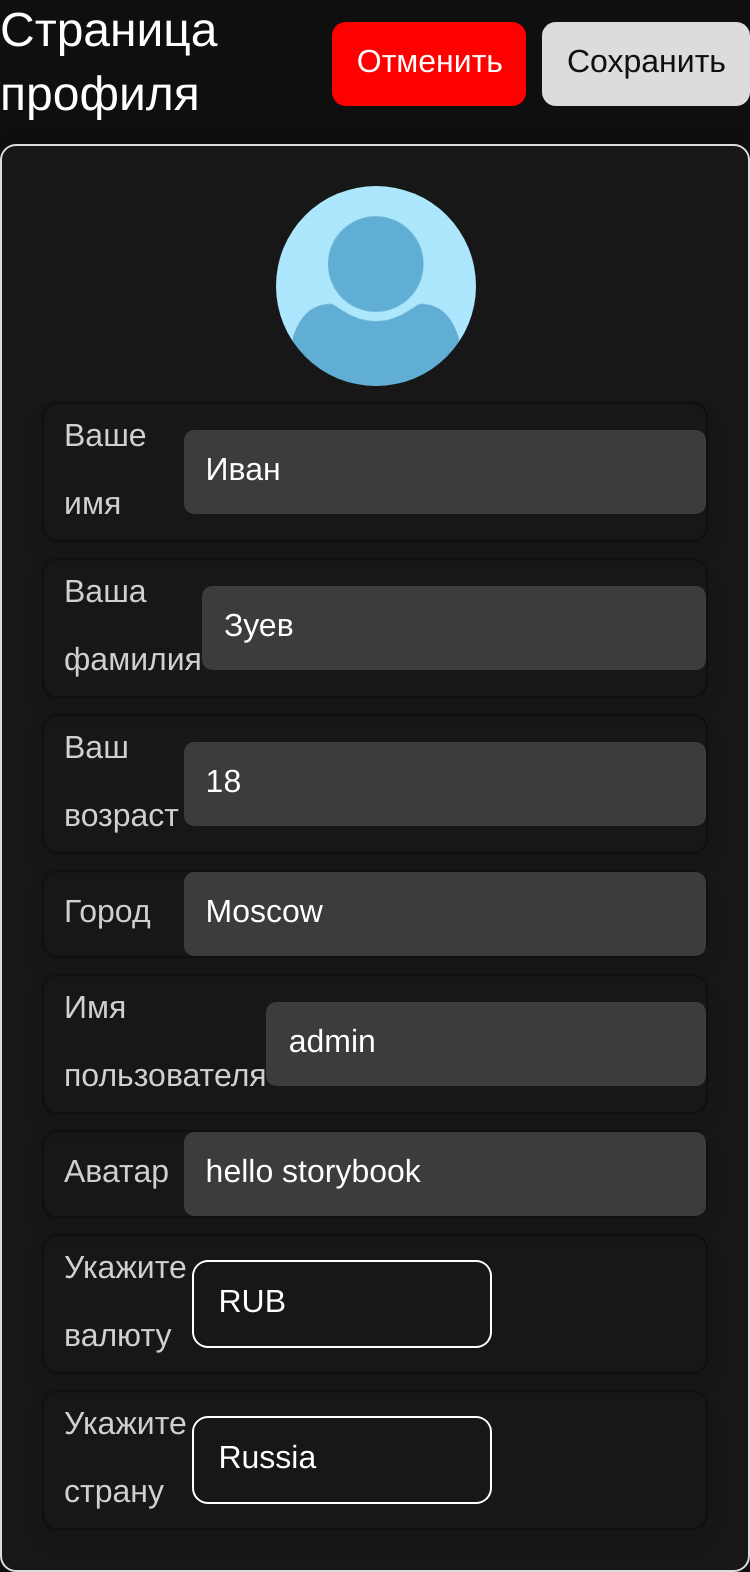 Страница
профиля
Отменить
Сохранить
Ваше
имя
Иван
Ваша
фамилия
Зуев
Ваш
возраст
18
Город
Moscow
Имя
пользователя
admin
Аватар
hello storybook
Укажите
валюту
RUB
Укажите
страну
Russia